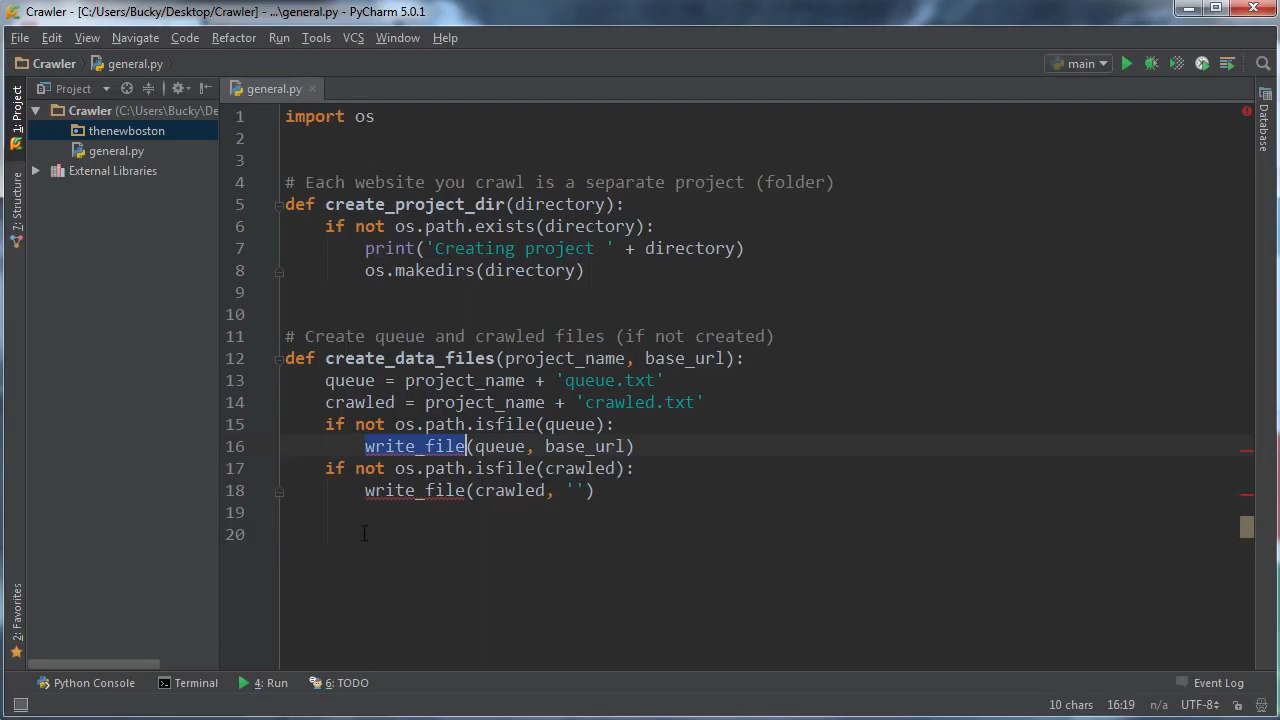 Crawler - [C:/Users/Bucky/Desktop/Crawler] - ...\general.py - PyCharm 5.0.1
File Edit View Navigate Code Refactor Run Tools VCS Window Help
Crawler general.py main
1: Project
7: Structure
2: Favorites
Project
Crawler (C:\Users\Bucky\De
thenewboston
general.py
External Libraries
general.py
1 import os
2
3
4 # Each website you crawl is a separate project (folder)
5 def create_project_dir(directory):
6 if not os.path.exists(directory):
7 print('Creating project ' + directory)
8 os.makedirs(directory)
9
10
11 # Create queue and crawled files (if not created)
12 def create_data_files(project_name, base_url):
13 queue = project_name + 'queue.txt'
14 crawled = project_name + 'crawled.txt'
15 if not os.path.isfile(queue):
16 write_file(queue, base_url)
17 if not os.path.isfile(crawled):
18 write_file(crawled, '')
19
20
Database
Python Console Terminal 4: Run 6: TODO Event Log
10 chars 16:19 n/a UTF-8